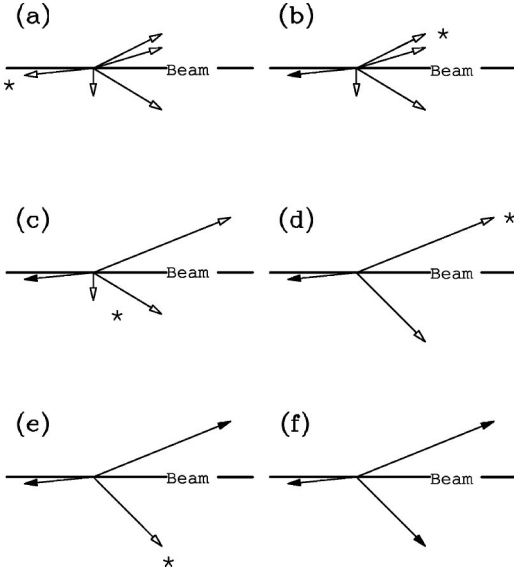 (a) (b)
* Beam * Beam
(c) (d)
Beam * Beam *
(e) (f)
Beam * Beam